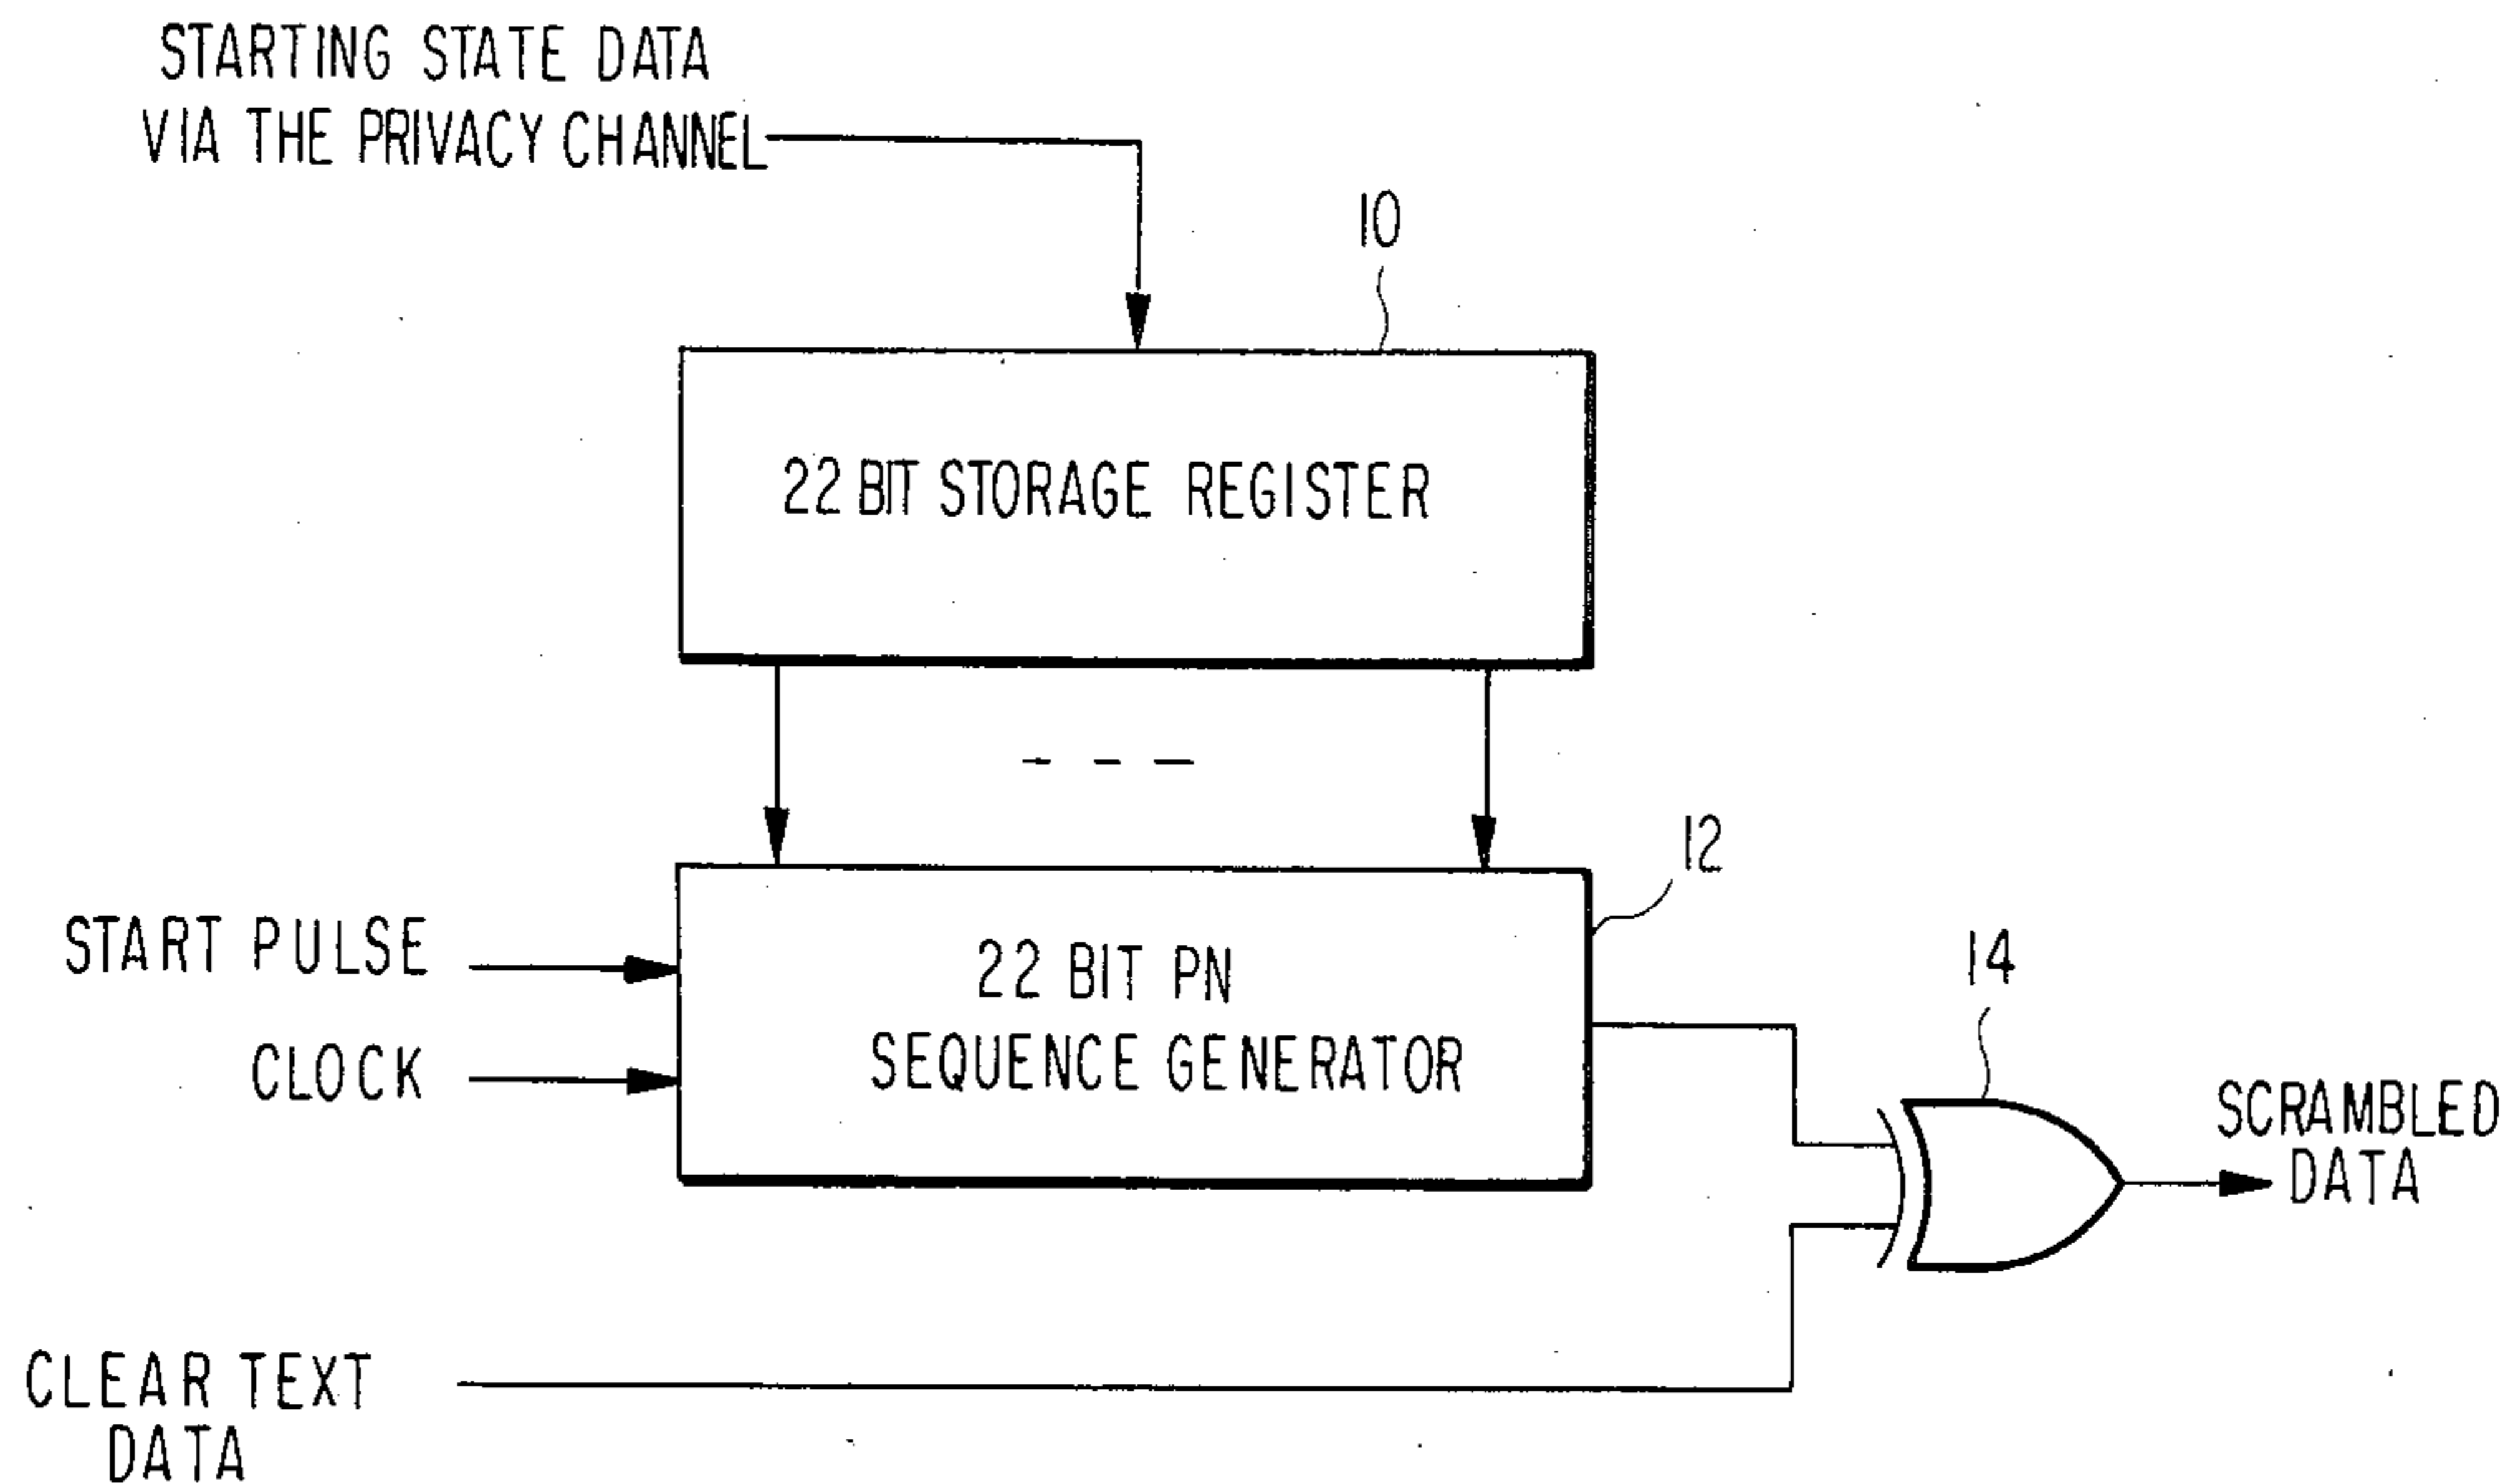 STARTING STATE DATA
VIA THE PRIVACY CHANNEL
10
22 BIT STORAGE REGISTER
12
START PULSE
22 BIT PN
14
CLOCK
SEQUENCE GENERATOR
SCRAMBLED
DATA
CLEAR TEXT
DATA